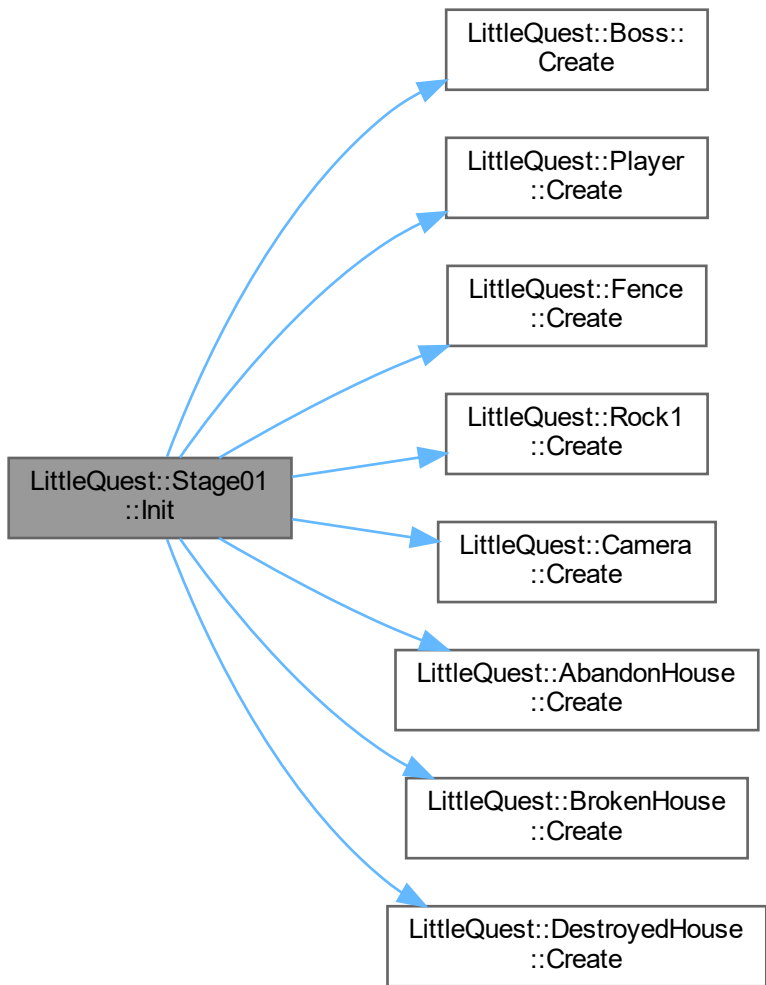 LittleQuest::Boss::
Create
LittleQuest::Player
::Create
LittleQuest::Fence
::Create
LittleQuest::Rock1
::Create
LittleQuest::Stage01
::Init
LittleQuest::Camera
::Create
LittleQuest::AbandonHouse
::Create
LittleQuest::BrokenHouse
::Create
LittleQuest::DestroyedHouse
::Create